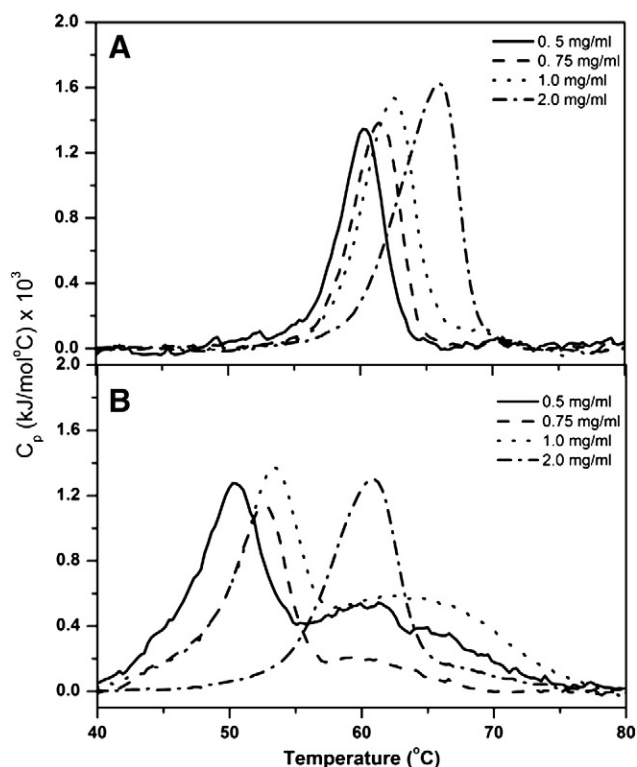 A
0. 5 mg/ml
0. 75 mg/ml
1.0 mg/ml
2.0 mg/ml
2.0
1.6
1.2
0.8
0.4
0.0
B
0.5 mg/ml
0.75 mg/ml
1.0 mg/ml
2.0 mg/ml
2.0
1.6
1.2
0.8
0.4
0.0
Cp (kJ/mol°C) x 10³
40 50 60 70 80
Temperature (°C)